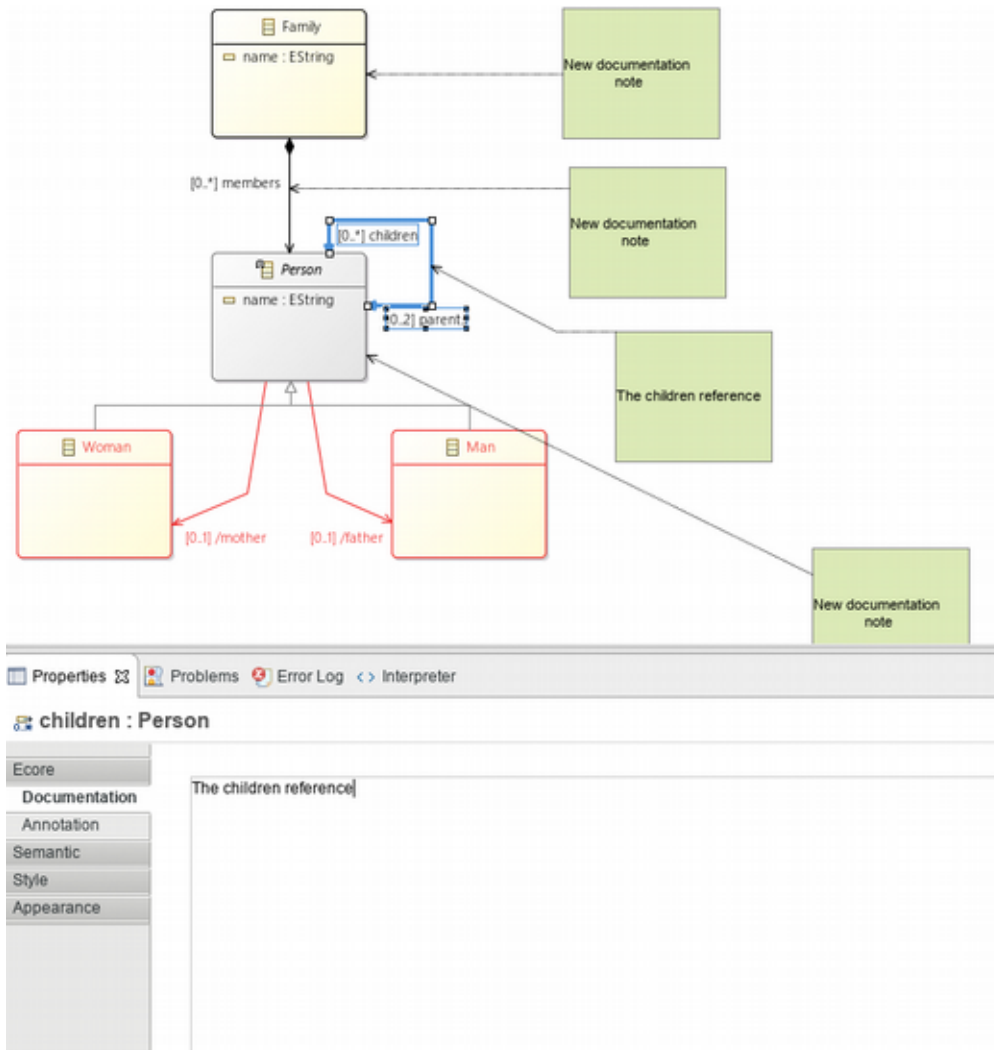 Family
name : EString
New documentation
note
[0..*] members
New documentation
note
[0..*] children
Person
name : EString
[0..2] parent
The children reference
Woman
Man
[0..1] /mother
[0..1] /father
New documentation
note
Properties
Problems
Error Log
Interpreter
children : Person
Ecore
Documentation
Annotation
Semantic
Style
Appearance
The children reference